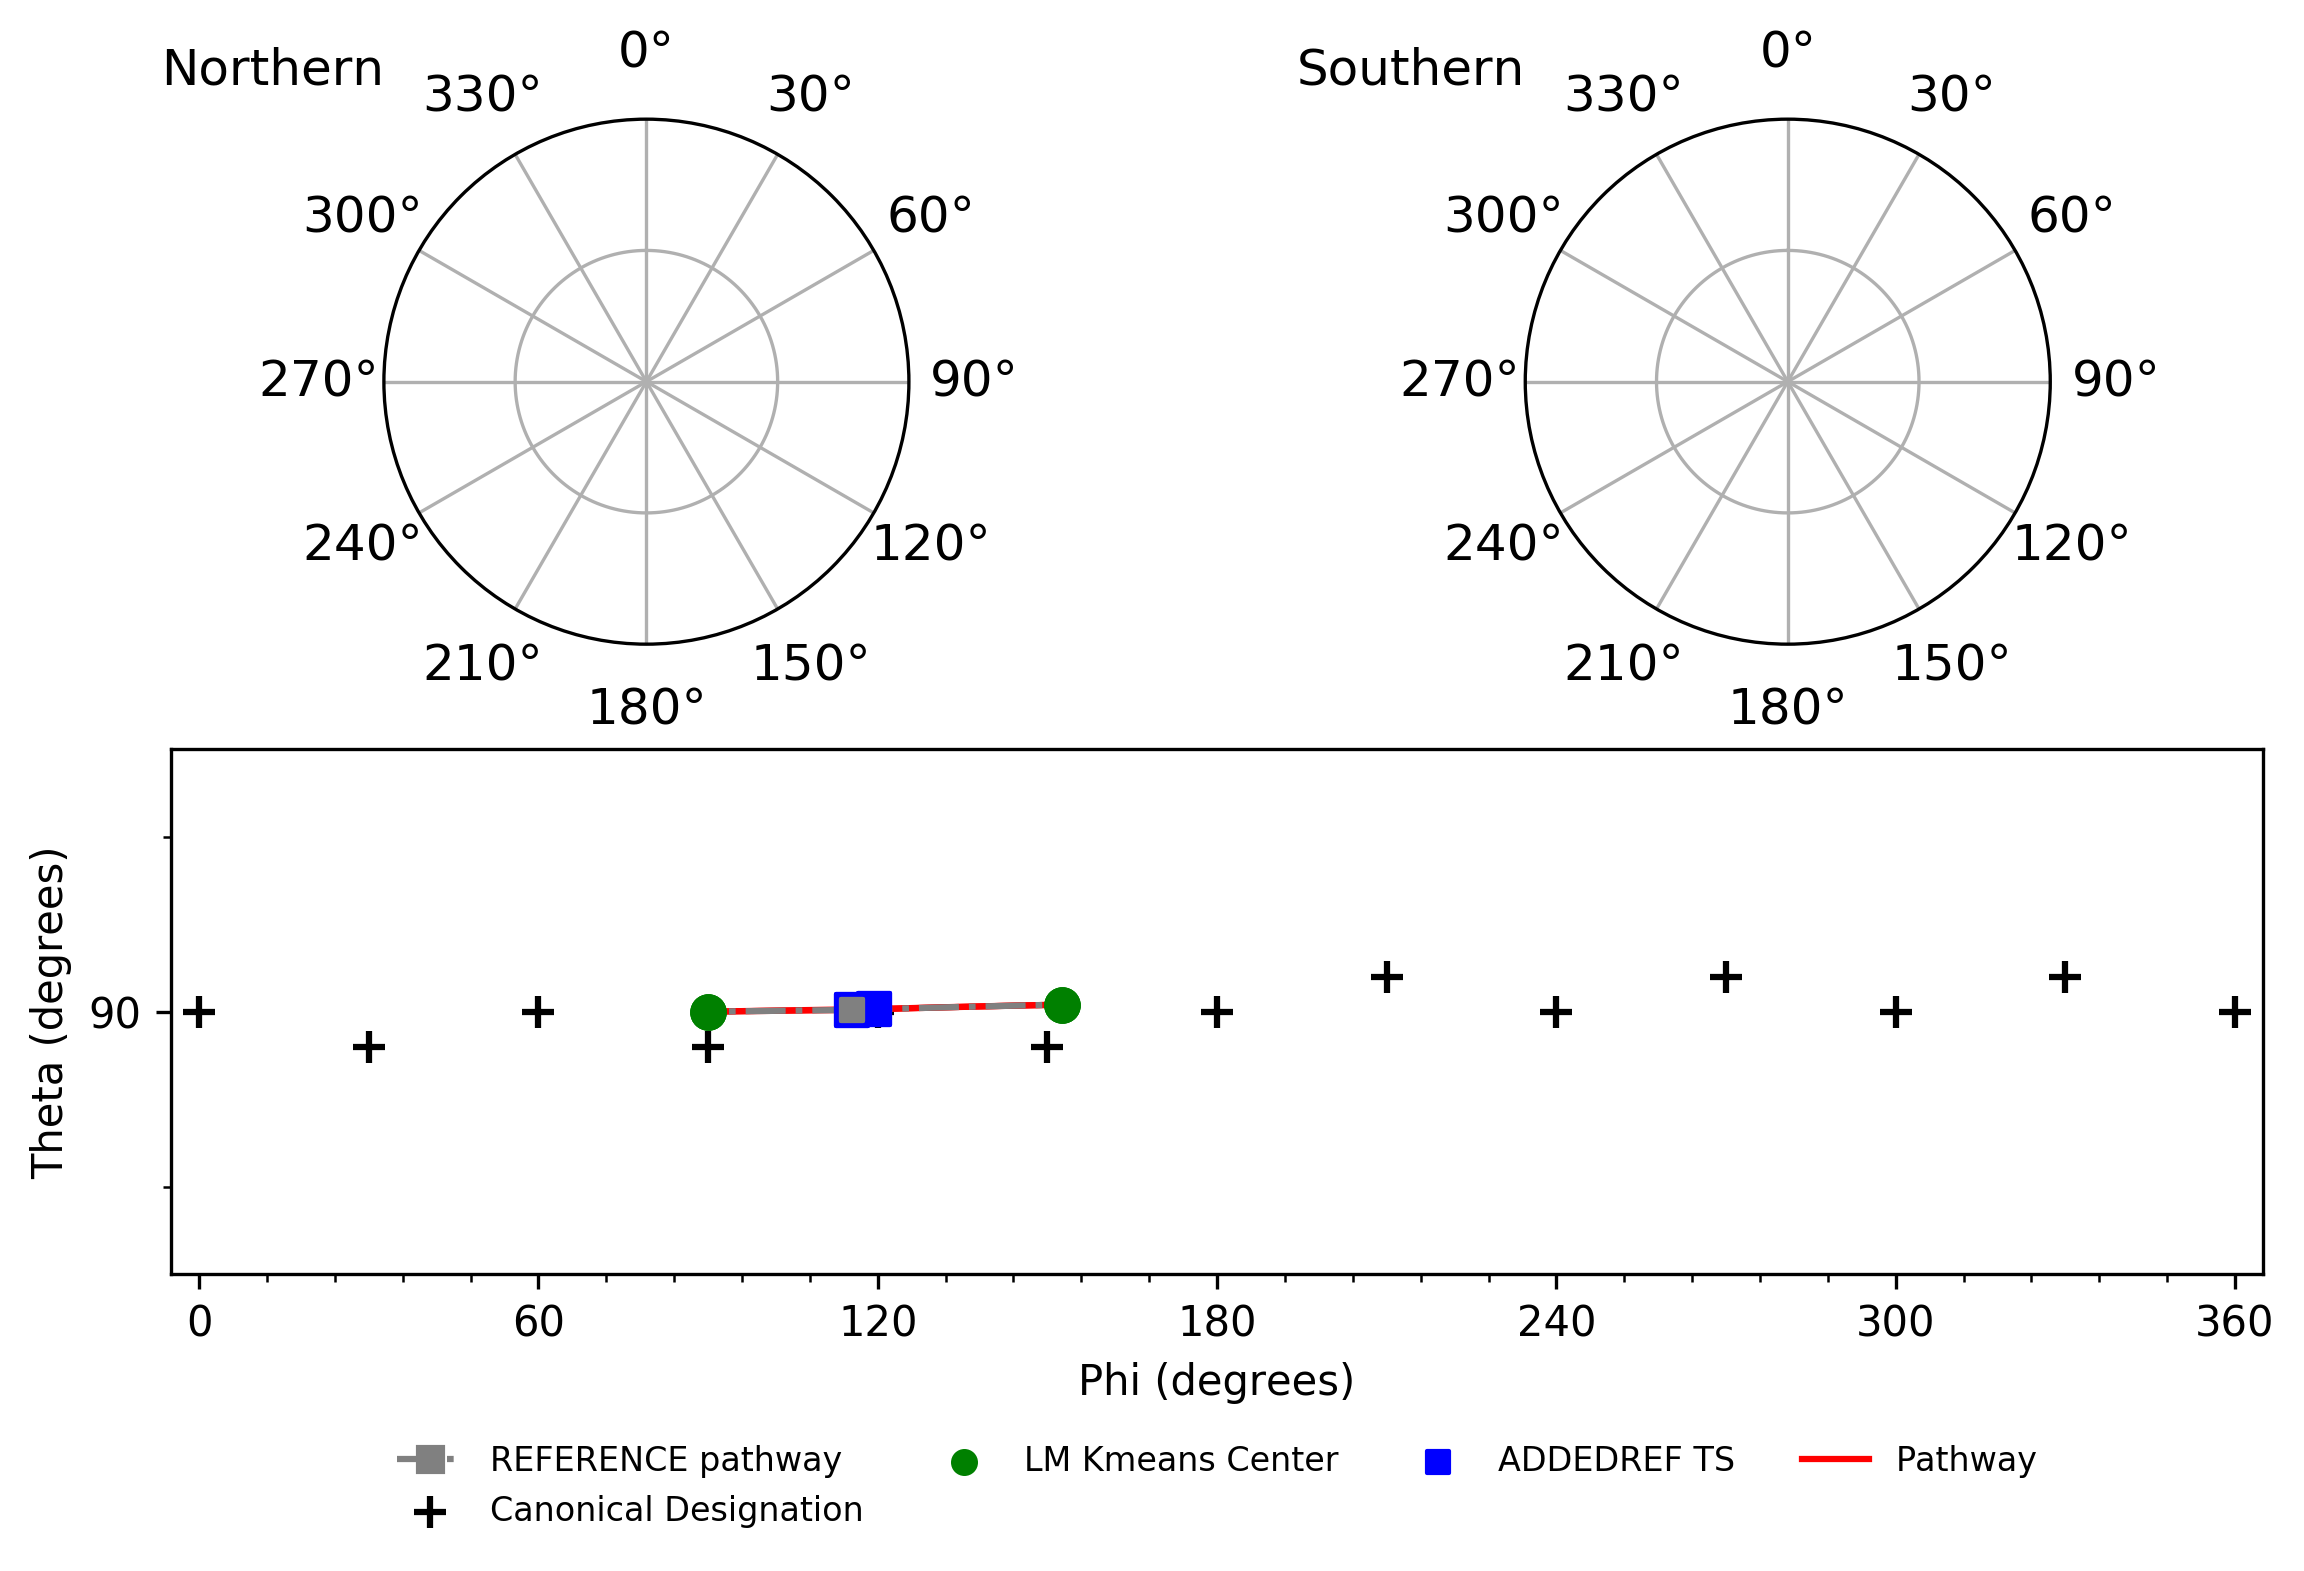 Northern
0°
30°
60°
90°
120°
150°
180°
210°
240°
270°
300°
330°
Southern
0°
30°
60°
90°
120°
150°
180°
210°
240°
270°
300°
330°
Theta (degrees)
90
0 60 120 180 240 300 360
Phi (degrees)
REFERENCE pathway
Canonical Designation
LM Kmeans Center
ADDEDREF TS
Pathway